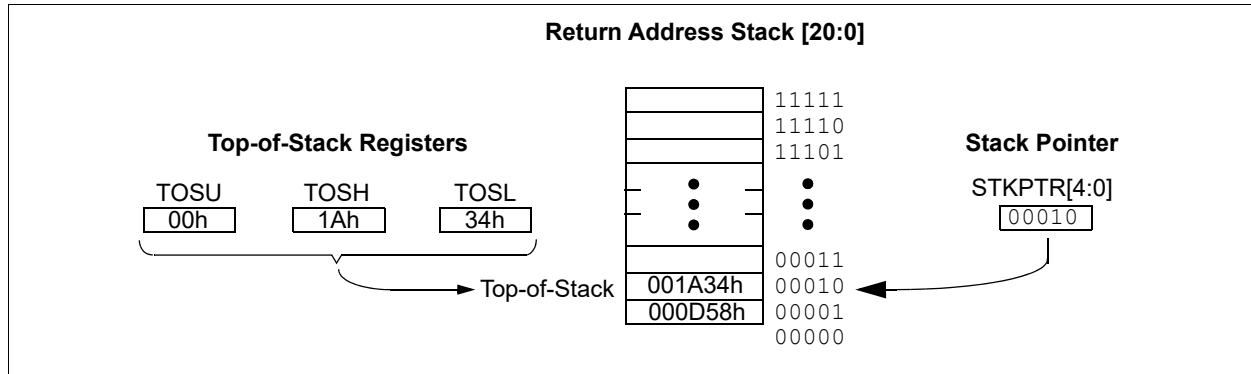 Return Address Stack [20:0]
11111
11110
Top-of-Stack Registers
11101
Stack Pointer
TOSU
TOSH
TOSL
STKPTR[4:0]
00h
1Ah
34h
00010
00011
Top-of-Stack
001A34h
00010
000D58h
00001
00000